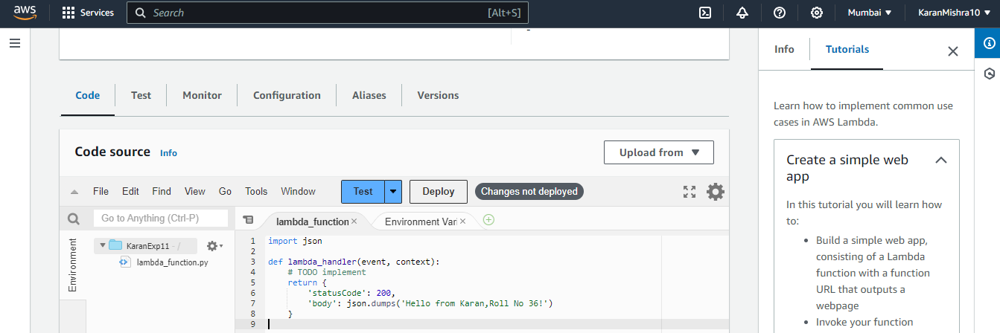 aws Services Search [Alt+S] Mumbai ▼ KaranMishra10 ▼
Info Tutorials
Code Test Monitor Configuration Aliases Versions
Learn how to implement common use
cases in AWS Lambda.
Code source Info Upload from ▼
Create a simple web
app
File Edit Find View Go Tools Window Test Deploy Changes not deployed
In this tutorial you will learn how
to:
Go to Anything (Ctrl-P)
lambda_function × Environment Vari ×
Environment
KaranExp11 - /
lambda_function.py
1 import json
2
3 def lambda_handler(event, context):
4     # TODO implement
5     return {
6         'statusCode': 200,
7         'body': json.dumps('Hello from Karan,Roll No 36!')
8     }
9
• Build a simple web app,
consisting of a Lambda
function with a function
URL that outputs a
webpage
• Invoke your function